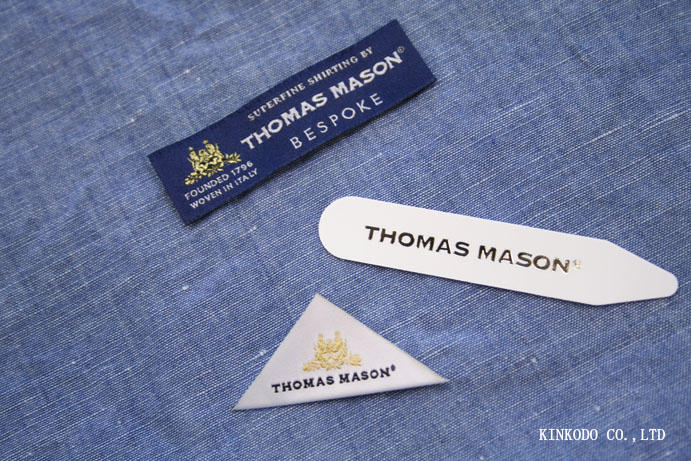 SUPERFINE SHIRTING BY
THOMAS MASON®
BESPOKE
FOUNDED 1796
WOVEN IN ITALY
THOMAS MASON®
THOMAS MASON®
KINKODO CO.,LTD